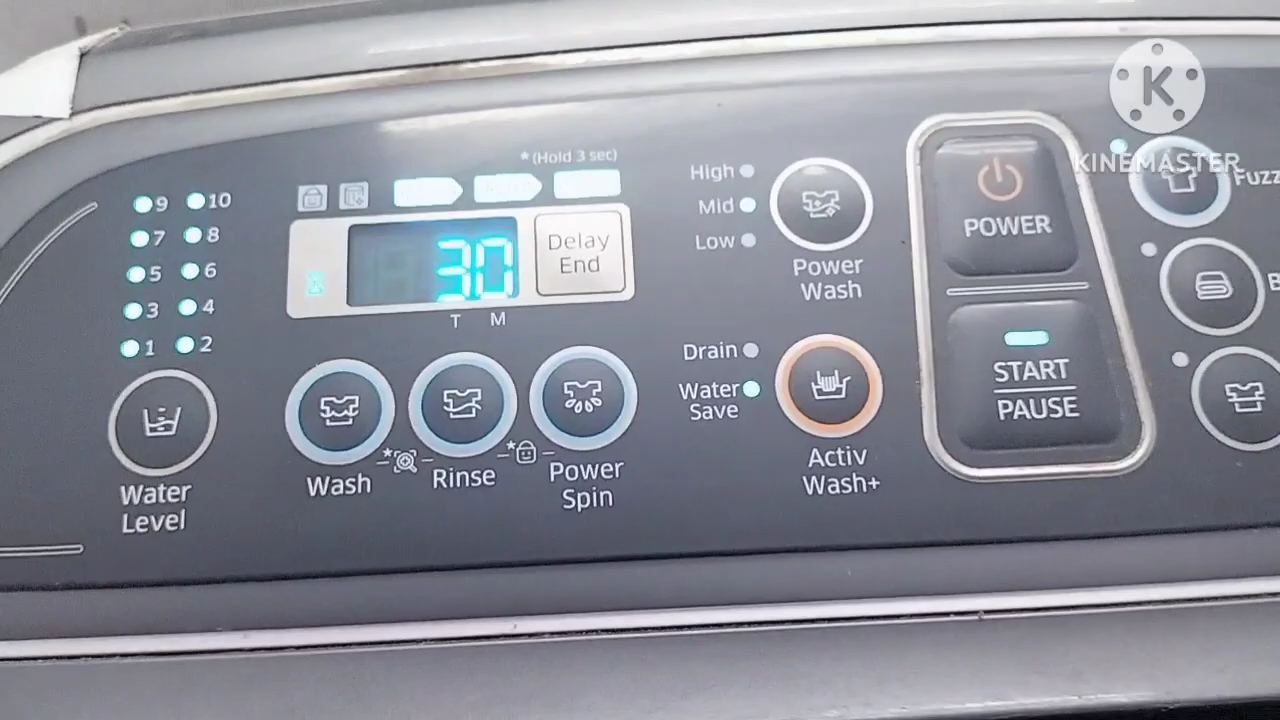 * (Hold 3 sec)
9 10
7 8
5 6
3 4
1 2
Water
Level
30
T M
Delay
End
Wash
*
Rinse
*
Power
Spin
High
Mid
Low
Power
Wash
Drain
Water
Save
Activ
Wash+
POWER
START
PAUSE
K
KINEMASTER
Fuzz
B